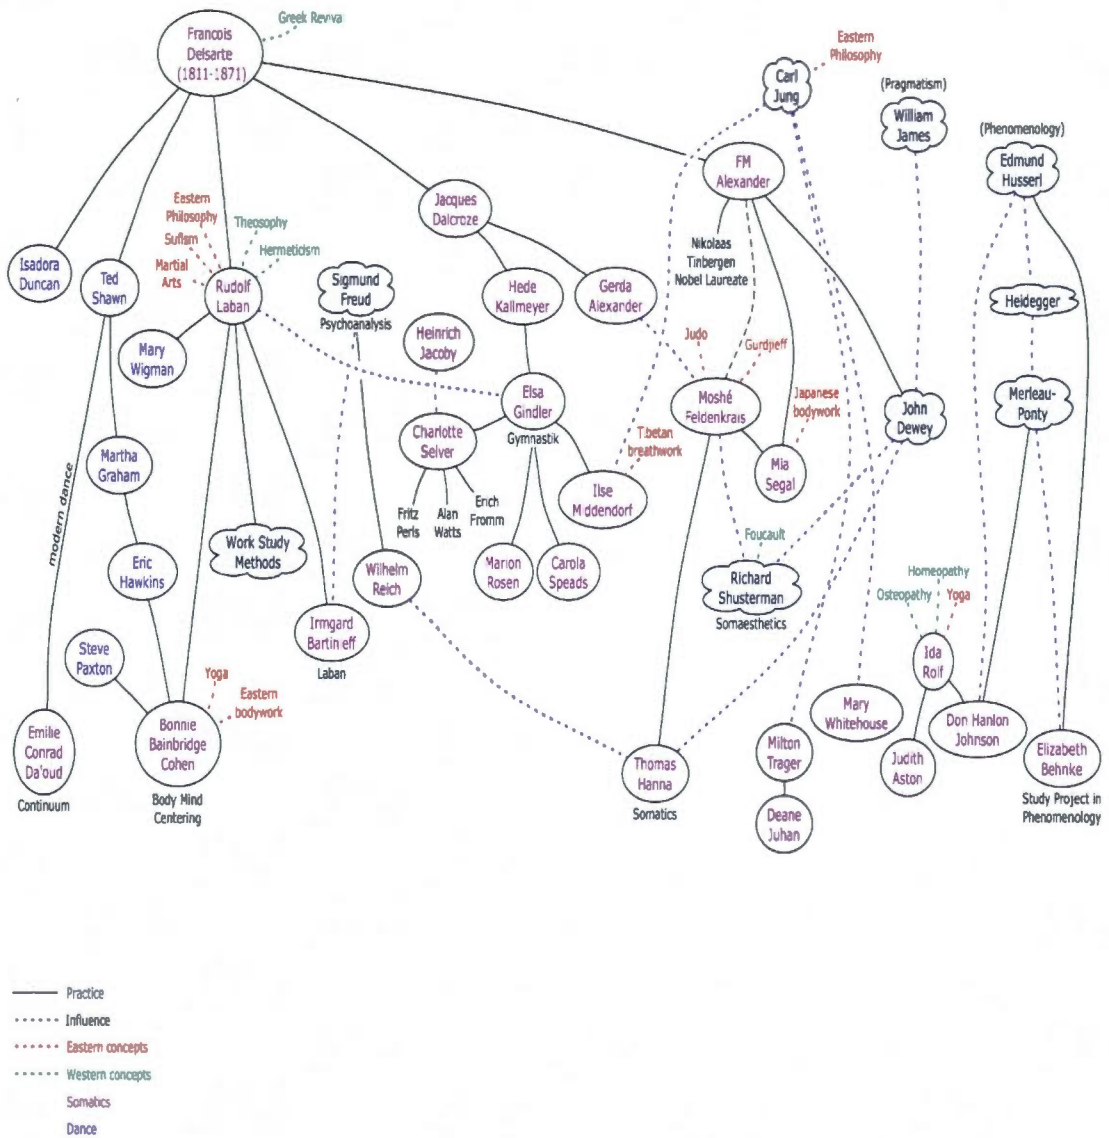 Francois
Delsarte
(1811-1871)
Greek Reviva
Eastern
Philosophy
Carl
Jung
(Pragmatism)
William
James
(Phenomenology)
Edmund
Husserl
FM
Alexander
Jacques
Dalcroze
Eastern
Philosophy
Sufism
Martial
Arts
Theosophy
Hermeticism
Isadora
Duncan
Ted
Shawn
Rudolf
Laban
Sigmund
Freud
Psychoanalysis
Hede
Kallmeyer
Gerda
Alexander
Nikolaas
Tinbergen
Nobel Laureate
Heidegger
Mary
Wigman
Heinrich
Jacoby
Judo
Gurdjieff
Elsa
Gindler
Gymnastik
Moshé
Feldenkrais
Japanese
bodywork
John
Dewey
Merleau-
Ponty
Charlotte
Selver
T.betan
breathwork
Martha
Graham
Mia
Segal
Ilse
Middendorf
Fritz
Perls
Alan
Watts
Erich
Fromm
modern dance
Work Study
Methods
Foucault
Eric
Hawkins
Wilhelm
Reich
Marion
Rosen
Carola
Speads
Richard
Shusterman
Somaesthetics
Homeopathy
Osteopathy
Yoga
Irmgard
Bartinieff
Laban
Steve
Paxton
Ida
Rolf
Yoga
Eastern
bodywork
Mary
Whitehouse
Don Hanlon
Johnson
Emilie
Conrad
Da'oud
Continuum
Bonnie
Bainbridge
Cohen
Body Mind
Centering
Thomas
Hanna
Somatics
Milton
Trager
Deane
Juhan
Judith
Aston
Elizabeth
Behnke
Study Project in
Phenomenology
Practice
Influence
Eastern concepts
Western concepts
Somatics
Dance